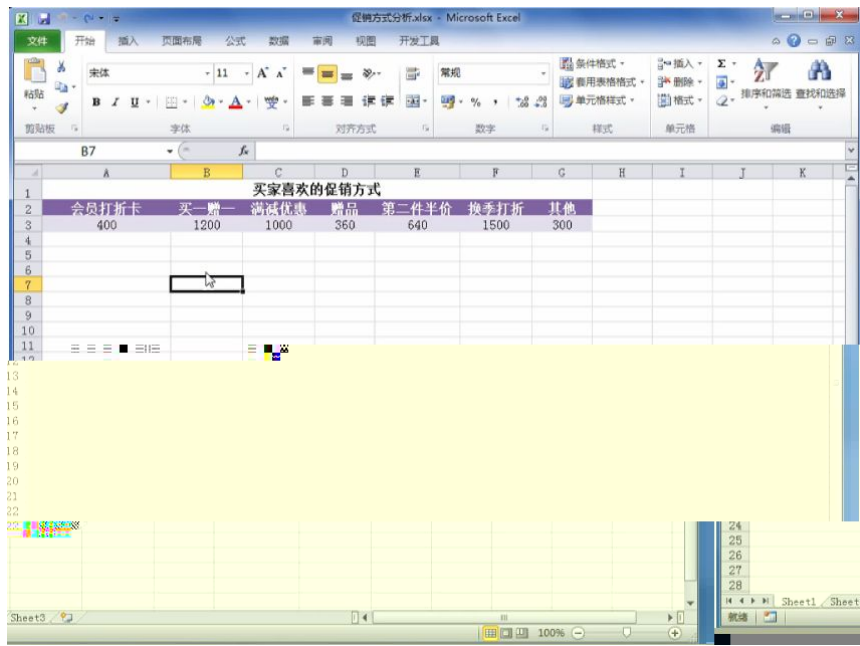 促销方式分析.xlsx - Microsoft Excel
文件 开始 插入 页面布局 公式 数据 审阅 视图 开发工具
粘贴 宋体 11 常规 条件格式 套用表格格式 单元格样式 插入 删除 格式 Σ 排序和筛选 查找和选择
B I U A % ,
剪贴板 字体 对齐方式 数字 样式 单元格 编辑
B7 fx
A B C D E F G H I J K
1 买家喜欢的促销方式
2 会员打折卡 买一赠一 满减优惠 赠品 第二件半价 换季打折 其他
3 400 1200 1000 360 640 1500 300
4
5
6
7
8
9
10
11
12
13
14
15
16
17
18
19
20
21
22
24
25
26
27
28
Sheet1 Sheet
Sheet3
就绪
100%